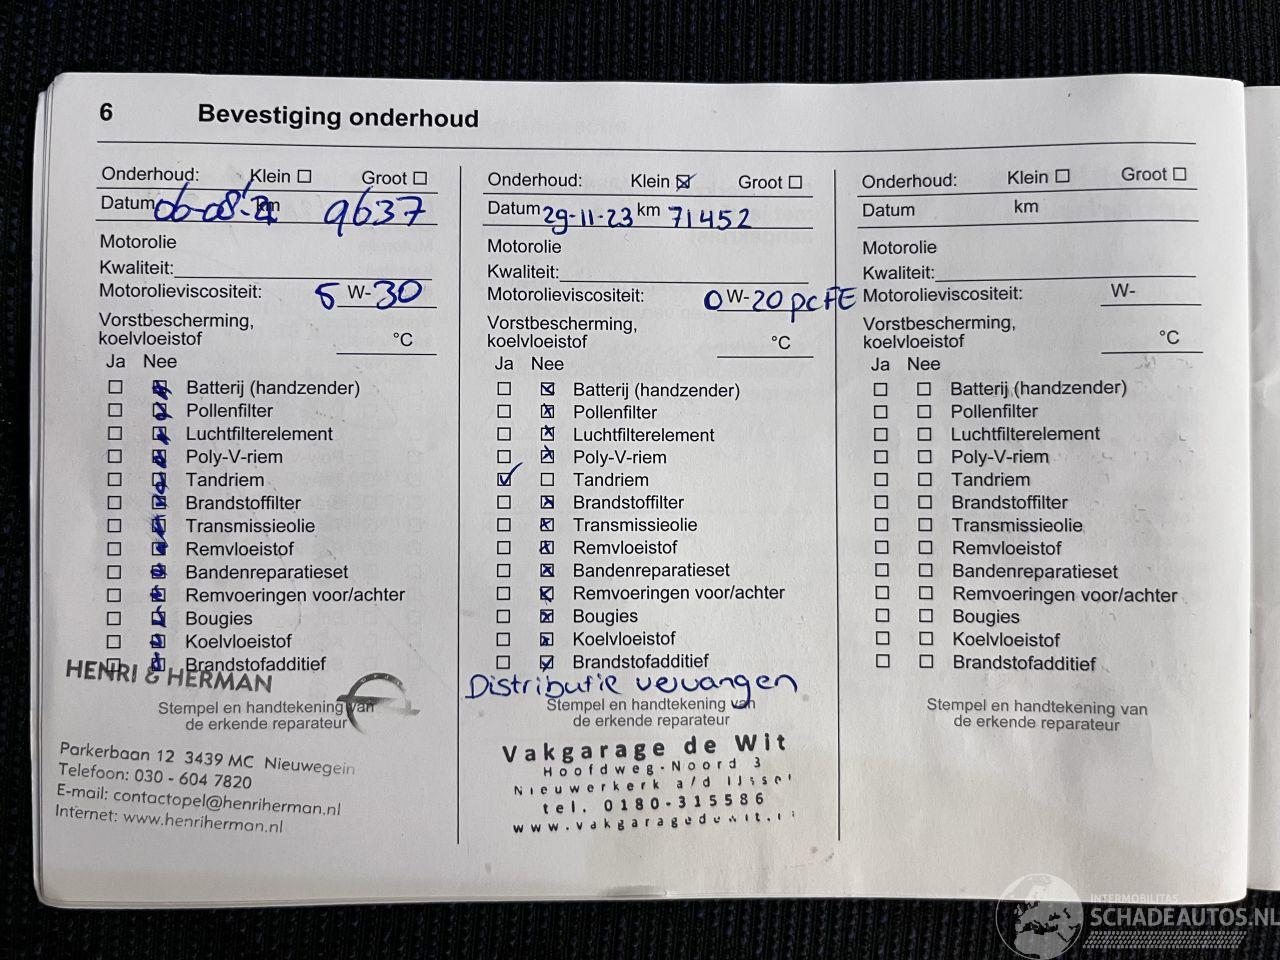 6 Bevestiging onderhoud
Onderhoud: Klein Groot
Datum 06-08-21 km 9637
Motorolie
Kwaliteit:
Motorolieviscositeit: 5 W-30
Vorstbescherming,
koelvloeistof °C
Ja Nee
Batterij (handzender)
Pollenfilter
Luchtfilterelement
Poly-V-riem
Tandriem
Brandstoffilter
Transmissieolie
Remvloeistof
Bandenreparatieset
Remvoeringen voor/achter
Bougies
Koelvloeistof
Brandstofadditief
HENRI & HERMAN
Stempel en handtekening van
de erkende reparateur
Parkerbaan 12 3439 MC Nieuwegein
Telefoon: 030 - 604 7820
E-mail: contactopel@henriherman.nl
Internet: www.henriherman.nl
Onderhoud: Klein Groot
Datum 29-11-23 km 71452
Motorolie
Kwaliteit:
Motorolieviscositeit: 0 W-20 pcFE
Vorstbescherming,
koelvloeistof °C
Ja Nee
Batterij (handzender)
Pollenfilter
Luchtfilterelement
Poly-V-riem
Tandriem
Brandstoffilter
Transmissieolie
Remvloeistof
Bandenreparatieset
Remvoeringen voor/achter
Bougies
Koelvloeistof
Brandstofadditief
Distributie vervangen
Stempel en handtekening van
de erkende reparateur
Vakgarage de Wit
Hoofdweg-Noord 3
Nieuwerkerk a/d IJssel
tel. 0180-315586
www.vakgaragedewit.nl
Onderhoud: Klein Groot
Datum km
Motorolie
Kwaliteit:
Motorolieviscositeit: W-
Vorstbescherming,
koelvloeistof °C
Ja Nee
Batterij (handzender)
Pollenfilter
Luchtfilterelement
Poly-V-riem
Tandriem
Brandstoffilter
Transmissieolie
Remvloeistof
Bandenreparatieset
Remvoeringen voor/achter
Bougies
Koelvloeistof
Brandstofadditief
Stempel en handtekening van
de erkende reparateur
INTERMOBILITAS
SCHADEAUTOS.NL